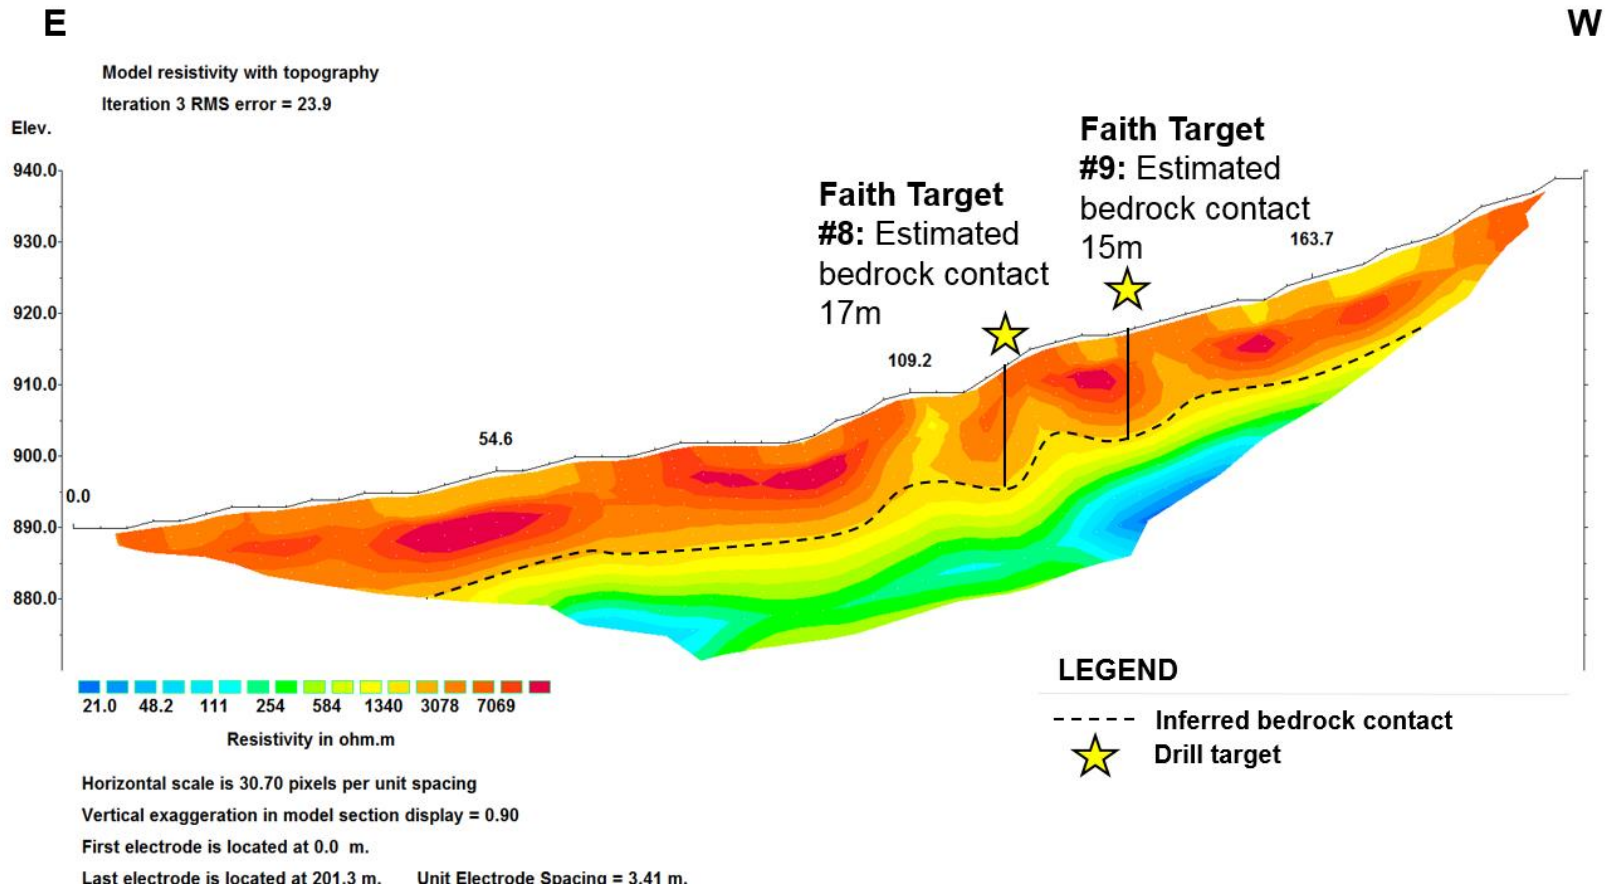 E
W
Model resistivity with topography
Iteration 3 RMS error = 23.9
Elev.
940.0
930.0
920.0
910.0
900.0
890.0
880.0
Faith Target
#8: Estimated
bedrock contact
17m
Faith Target
#9: Estimated
bedrock contact
15m
0.0
54.6
109.2
163.7
21.0 48.2 111 254 584 1340 3078 7069
Resistivity in ohm.m
LEGEND
Inferred bedrock contact
Drill target
Horizontal scale is 30.70 pixels per unit spacing
Vertical exaggeration in model section display = 0.90
First electrode is located at 0.0 m.
Last electrode is located at 201.3 m. Unit Electrode Spacing = 3.41 m.